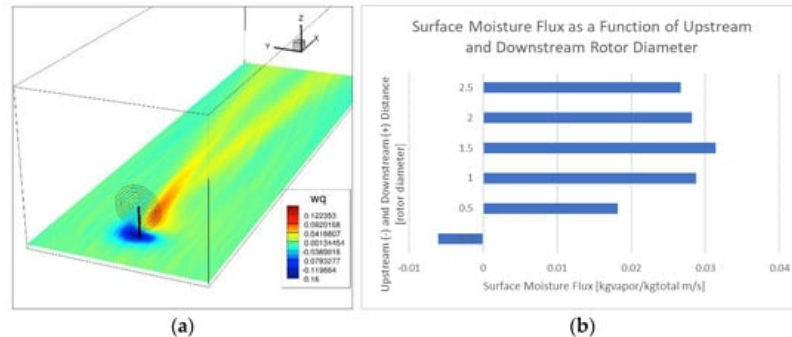 Z
Y
X
wq
0.122353
0.0820168
0.0416807
0.00134454
-0.0389916
-0.0793277
-0.119664
-0.16
(a)
Surface Moisture Flux as a Function of Upstream
and Downstream Rotor Diameter
Upstream (-) and Downstream (+) Distance
[rotor diameter]
2.5
2
1.5
1
0.5
-0.01
0
0.01
0.02
0.03
0.04
Surface Moisture Flux [kgvapor/kgtotal m/s]
(b)